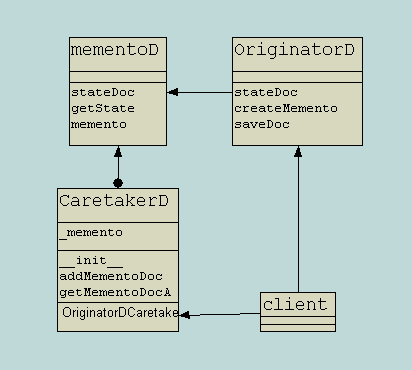 mementoD
stateDoc
getState
memento
OriginatorD
stateDoc
createMemento
saveDoc
CaretakerD
_memento
__init__
addMementoDoc
getMementoDocA
OriginatorDCaretake
client